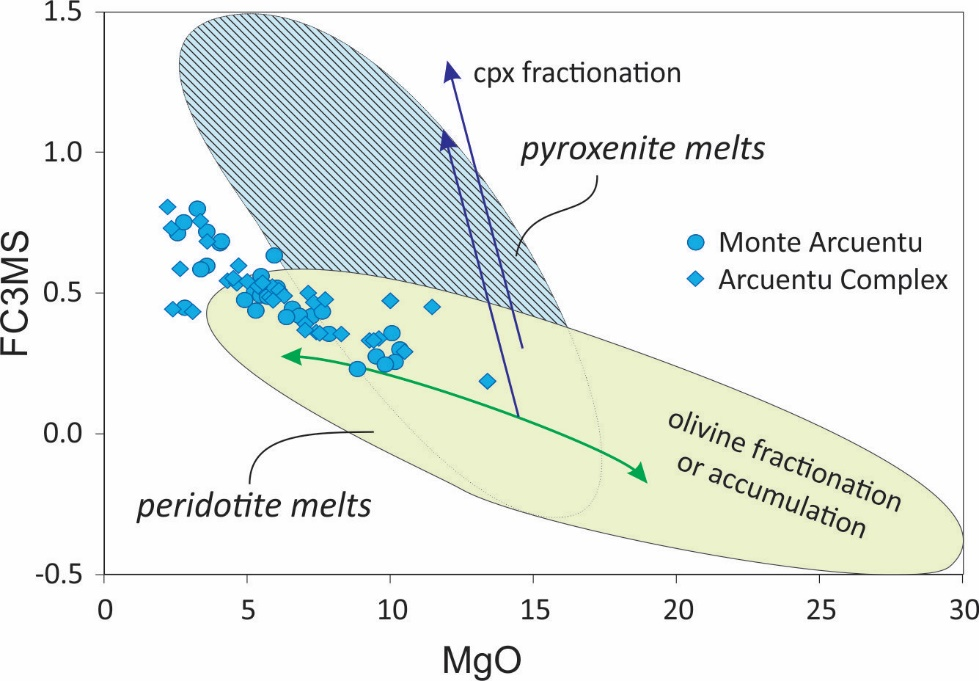 1.5
cpx fractionation
1.0
pyroxenite melts
Monte Arcuentu
Arcuentu Complex
0.5
FC3MS
0.0
olivine fractionation
or accumulation
peridotite melts
-0.5
0 5 10 15 20 25 30
MgO